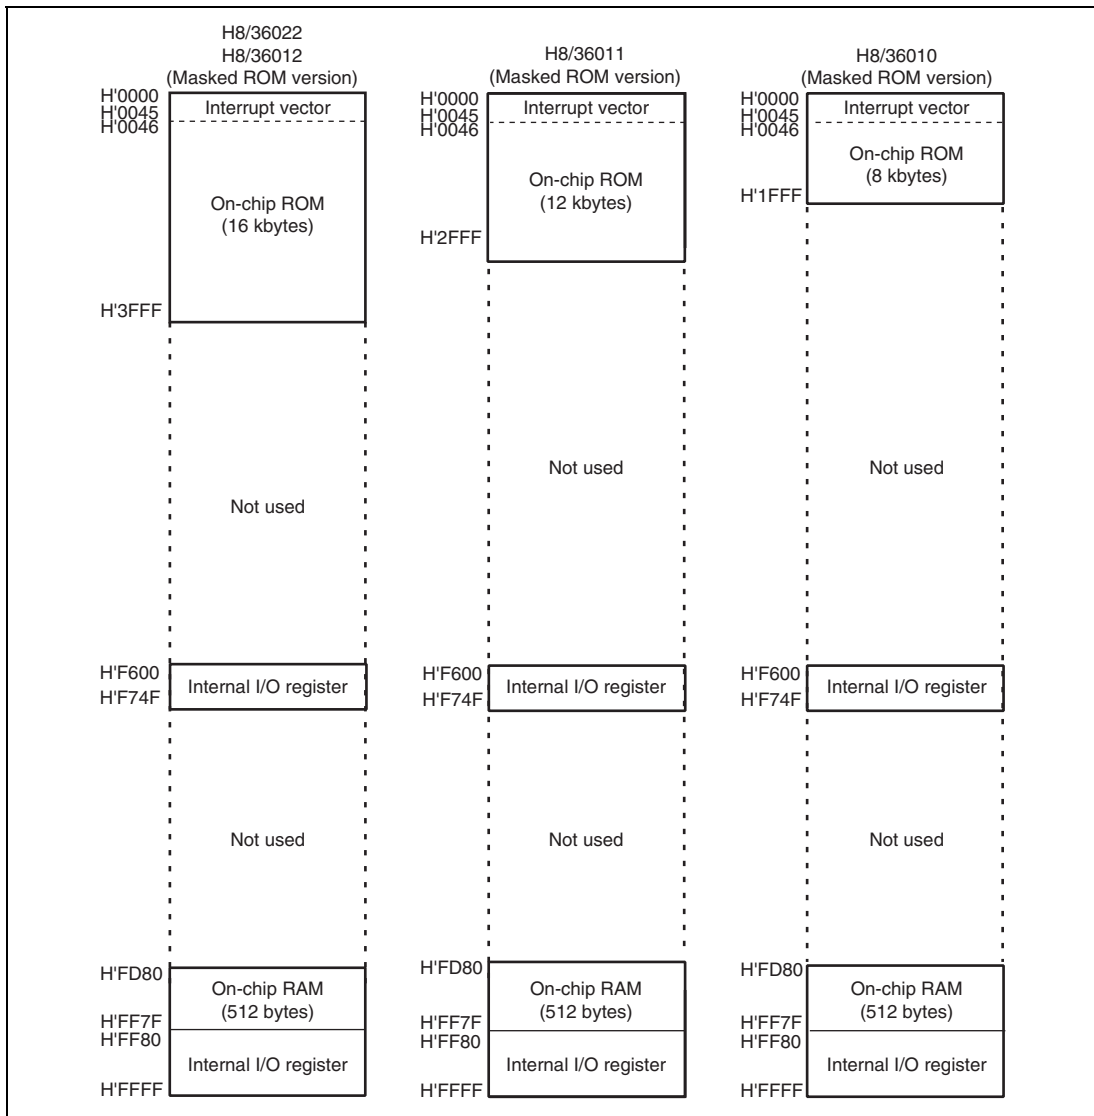 H8/36022
H8/36012
(Masked ROM version)
H'0000
Interrupt vector
H'0045
H'0046
On-chip ROM
(16 kbytes)
H'3FFF
Not used
H'F600
Internal I/O register
H'F74F
Not used
H'FD80
On-chip RAM
(512 bytes)
H'FF7F
H'FF80
Internal I/O register
H'FFFF
H8/36011
(Masked ROM version)
H'0000
Interrupt vector
H'0045
H'0046
On-chip ROM
(12 kbytes)
H'2FFF
Not used
H'F600
Internal I/O register
H'F74F
Not used
H'FD80
On-chip RAM
(512 bytes)
H'FF7F
H'FF80
Internal I/O register
H'FFFF
H8/36010
(Masked ROM version)
H'0000
Interrupt vector
H'0045
H'0046
On-chip ROM
(8 kbytes)
H'1FFF
Not used
H'F600
Internal I/O register
H'F74F
Not used
H'FD80
On-chip RAM
(512 bytes)
H'FF7F
H'FF80
Internal I/O register
H'FFFF